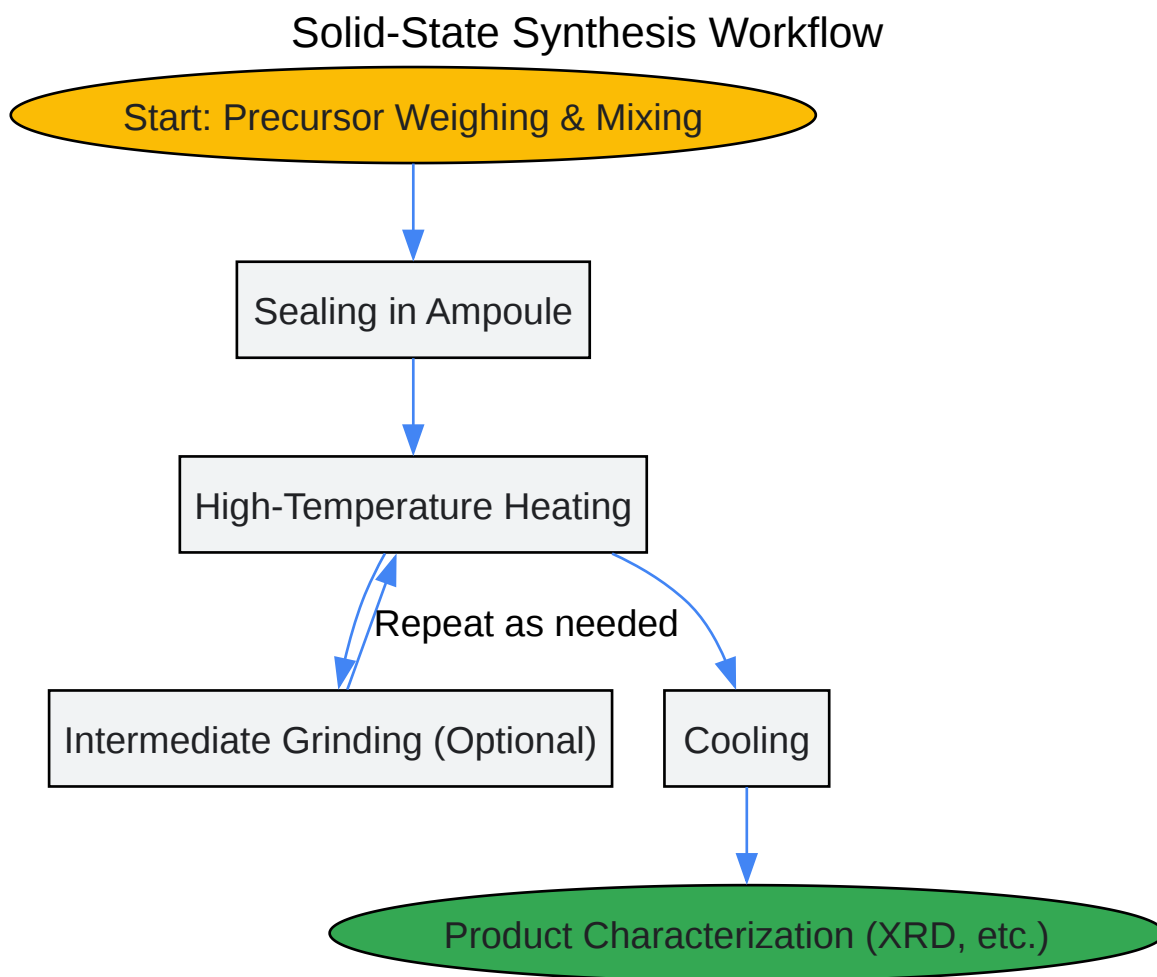 Solid-State Synthesis Workflow
Start: Precursor Weighing & Mixing
Sealing in Ampoule
High-Temperature Heating
Repeat as needed
Intermediate Grinding (Optional)
Cooling
Product Characterization (XRD, etc.)